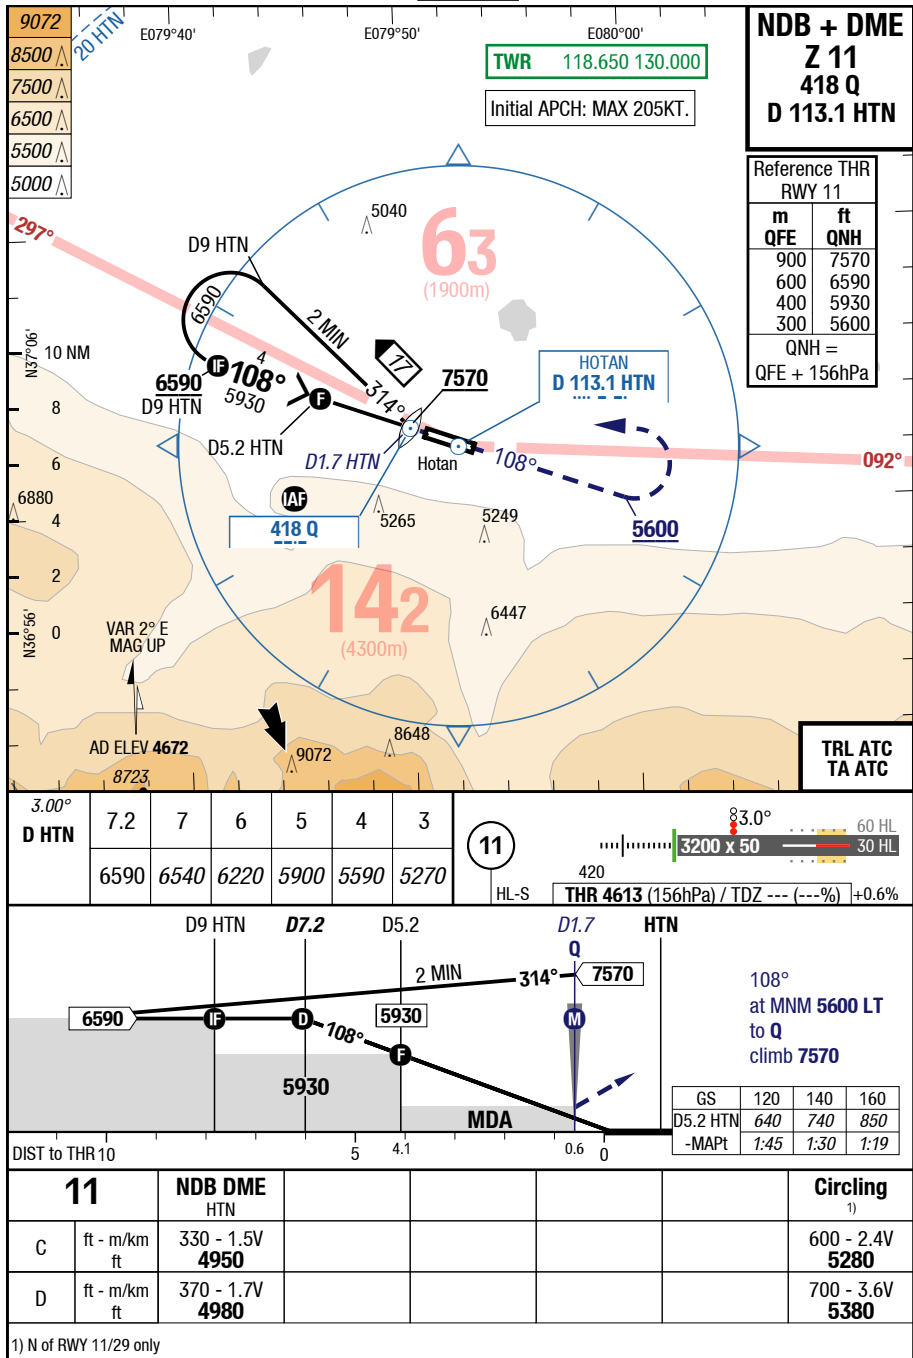 9072
8500
7500
6500
5500
5000
20 HTN
E079°40'
E079°50'
E080°00'
TWR 118.650 130.000
Initial APCH: MAX 205KT.
NDB + DME
Z 11
418 Q
D 113.1 HTN
Reference THR
RWY 11
m ft
QFE QNH
900 7570
600 6590
400 5930
300 5600
QNH =
QFE + 156hPa
5040
63
(1900m)
297°
D9 HTN
6590
2 MIN
17
N37°06'
10 NM
8
6
4
2
0
N36°56'
IF
4
108°
5930
6590
D9 HTN
F
D5.2 HTN
314°
7570
D1.7 HTN
Hotan
HOTAN
D 113.1 HTN
108°
092°
5600
IAF
418 Q
6880
5265
5249
142
(4300m)
6447
VAR 2° E
MAG UP
AD ELEV 4672
8723
9072
8648
TRL ATC
TA ATC
3.00°
D HTN 7.2 7 6 5 4 3
6590 6540 6220 5900 5590 5270
11
HL-S
420
3.0°
3200 x 50
60 HL
30 HL
THR 4613 (156hPa) / TDZ --- (---%) +0.6%
D9 HTN D7.2 D5.2 D1.7 HTN
Q
2 MIN 314° 7570
6590 IF D 108° 5930 M
F
5930
MDA
108°
at MNM 5600 LT
to Q
climb 7570
GS 120 140 160
D5.2 HTN 640 740 850
-MAPt 1:45 1:30 1:19
DIST to THR 10 5 4.1 0.6 0
11 NDB DME Circling
HTN 1)
C ft - m/km 330 - 1.5V 600 - 2.4V
ft 4950 5280
D ft - m/km 370 - 1.7V 700 - 3.6V
ft 4980 5380
1) N of RWY 11/29 only